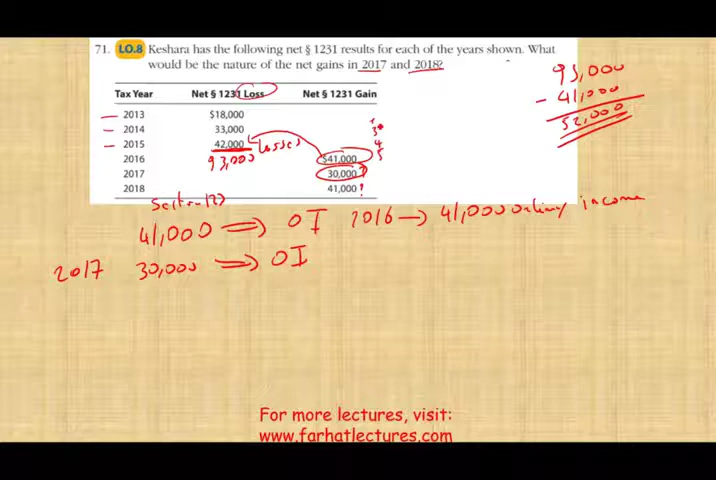 71. LO.8 Keshara has the following net § 1231 results for each of the years shown. What
would be the nature of the net gains in 2017 and 2018?
Tax Year Net § 1231 Loss Net § 1231 Gain
2013 $18,000
2014 33,000
2015 42,000 Losses
93,000
2016 $41,000
2017 30,000 ?
2018 41,000 !
3
4
5
93,000
- 41,000
52,000
41,000 ⇒ OI 2016 → 41,000 ordinary income
2017 30,000 ⇒ OI
For more lectures, visit:
www.farhatlectures.com